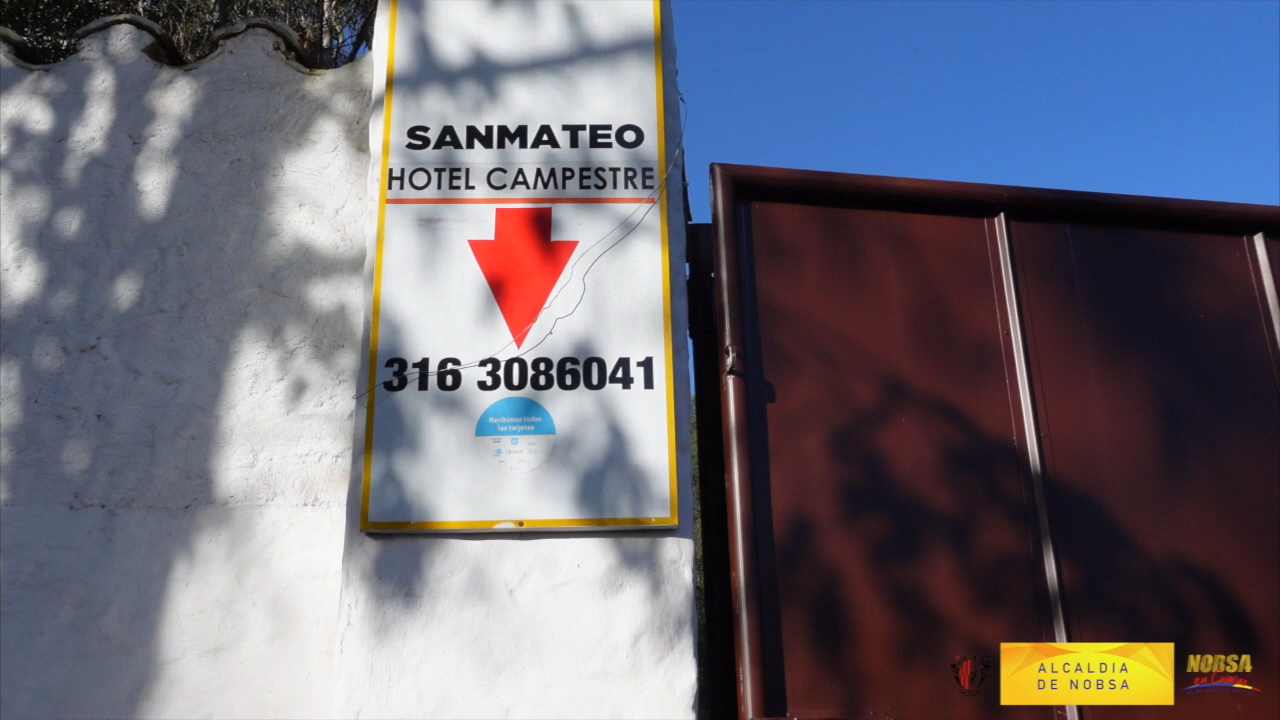 SANMATEO
HOTEL CAMPESTRE
316 3086041
Recibimos todas
las tarjetas
ALCALDIA
DE NOBSA
NOBSA